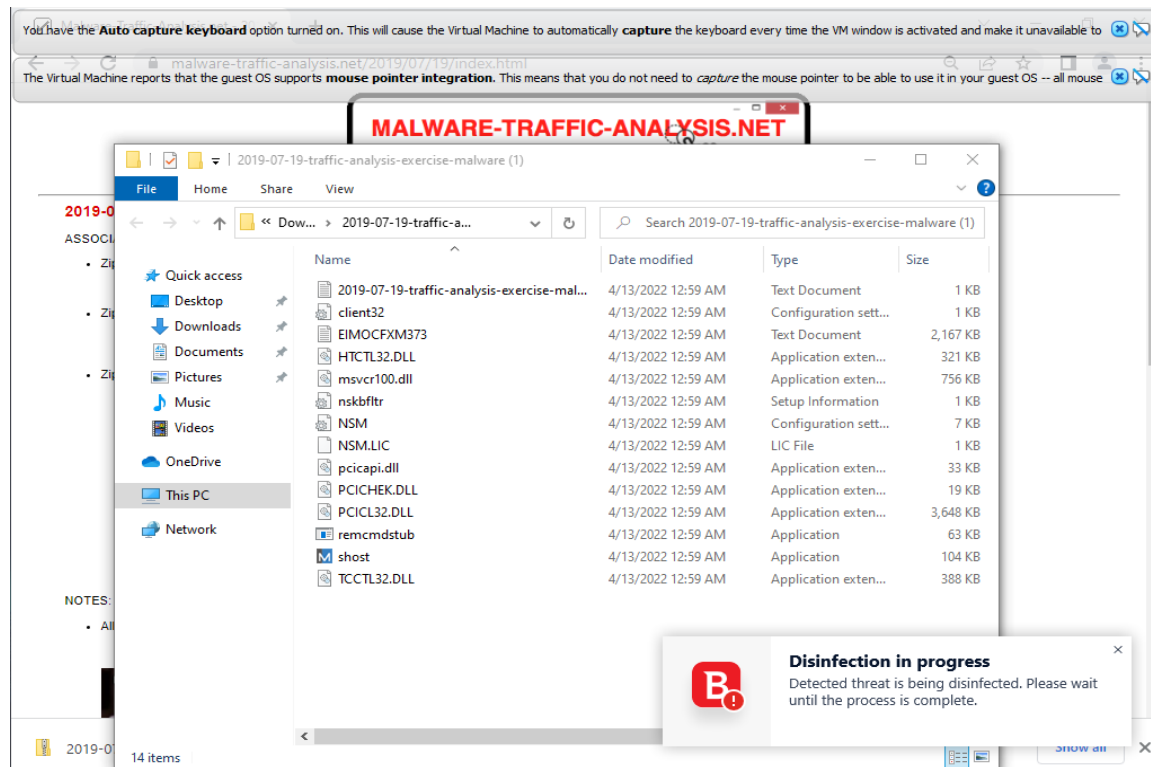 You have the Auto capture keyboard option turned on. This will cause the Virtual Machine to automatically capture the keyboard every time the VM window is activated and make it unavailable to
malware-traffic-analysis.net/2019/07/19/index.html
The Virtual Machine reports that the guest OS supports mouse pointer integration. This means that you do not need to capture the mouse pointer to be able to use it in your guest OS -- all mouse
MALWARE-TRAFFIC-ANALYSIS.NET
2019-07-19-traffic-analysis-exercise-malware (1)
File Home Share View
2019-0
« Dow... › 2019-07-19-traffic-a...
Search 2019-07-19-traffic-analysis-exercise-malware (1)
ASSOCI
Zip
Zip
Zip
NOTES:
All
Quick access
Desktop
Downloads
Documents
Pictures
Music
Videos
OneDrive
This PC
Network
Name Date modified Type Size
2019-07-19-traffic-analysis-exercise-mal... 4/13/2022 12:59 AM Text Document 1 KB
client32 4/13/2022 12:59 AM Configuration sett... 1 KB
EIMOCFXM373 4/13/2022 12:59 AM Text Document 2,167 KB
HTCTL32.DLL 4/13/2022 12:59 AM Application exten... 321 KB
msvcr100.dll 4/13/2022 12:59 AM Application exten... 756 KB
nskbfltr 4/13/2022 12:59 AM Setup Information 1 KB
NSM 4/13/2022 12:59 AM Configuration sett... 7 KB
NSM.LIC 4/13/2022 12:59 AM LIC File 1 KB
pcicapi.dll 4/13/2022 12:59 AM Application exten... 33 KB
PCICHEK.DLL 4/13/2022 12:59 AM Application exten... 19 KB
PCICL32.DLL 4/13/2022 12:59 AM Application exten... 3,648 KB
remcmdstub 4/13/2022 12:59 AM Application 63 KB
shost 4/13/2022 12:59 AM Application 104 KB
TCCTL32.DLL 4/13/2022 12:59 AM Application exten... 388 KB
B
Disinfection in progress
Detected threat is being disinfected. Please wait
until the process is complete.
2019-07
14 items
Show all